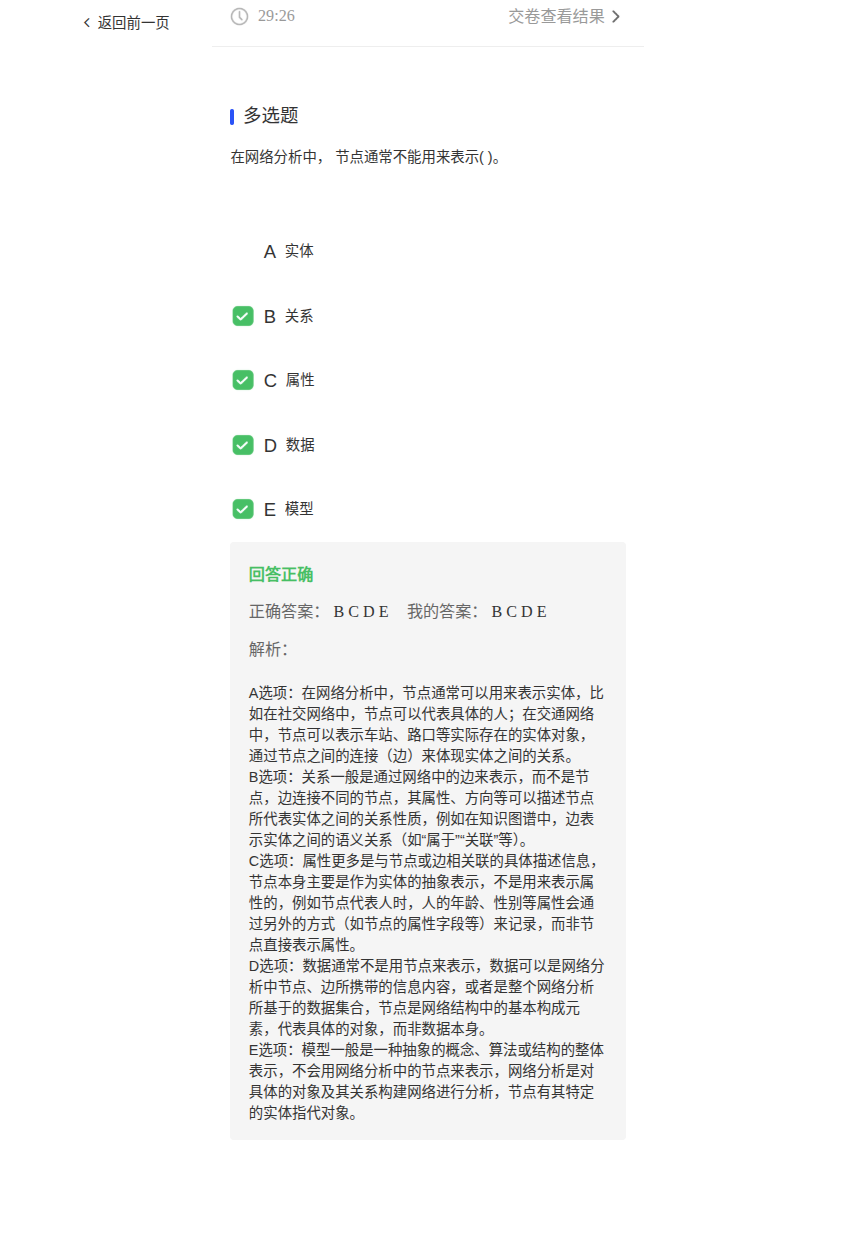 返回前一页
29:26
交卷查看结果
多选题
在网络分析中， 节点通常不能用来表示( )。
A 实体
B 关系
C 属性
D 数据
E 模型
回答正确
正确答案： B C D E 我的答案： B C D E
解析：
A选项：在网络分析中，节点通常可以用来表示实体，比
如在社交网络中，节点可以代表具体的人；在交通网络
中，节点可以表示车站、路口等实际存在的实体对象，
通过节点之间的连接（边）来体现实体之间的关系。
B选项：关系一般是通过网络中的边来表示，而不是节
点，边连接不同的节点，其属性、方向等可以描述节点
所代表实体之间的关系性质，例如在知识图谱中，边表
示实体之间的语义关系（如“属于”“关联”等）。
C选项：属性更多是与节点或边相关联的具体描述信息，
节点本身主要是作为实体的抽象表示，不是用来表示属
性的，例如节点代表人时，人的年龄、性别等属性会通
过另外的方式（如节点的属性字段等）来记录，而非节
点直接表示属性。
D选项：数据通常不是用节点来表示，数据可以是网络分
析中节点、边所携带的信息内容，或者是整个网络分析
所基于的数据集合，节点是网络结构中的基本构成元
素，代表具体的对象，而非数据本身。
E选项：模型一般是一种抽象的概念、算法或结构的整体
表示，不会用网络分析中的节点来表示，网络分析是对
具体的对象及其关系构建网络进行分析，节点有其特定
的实体指代对象。